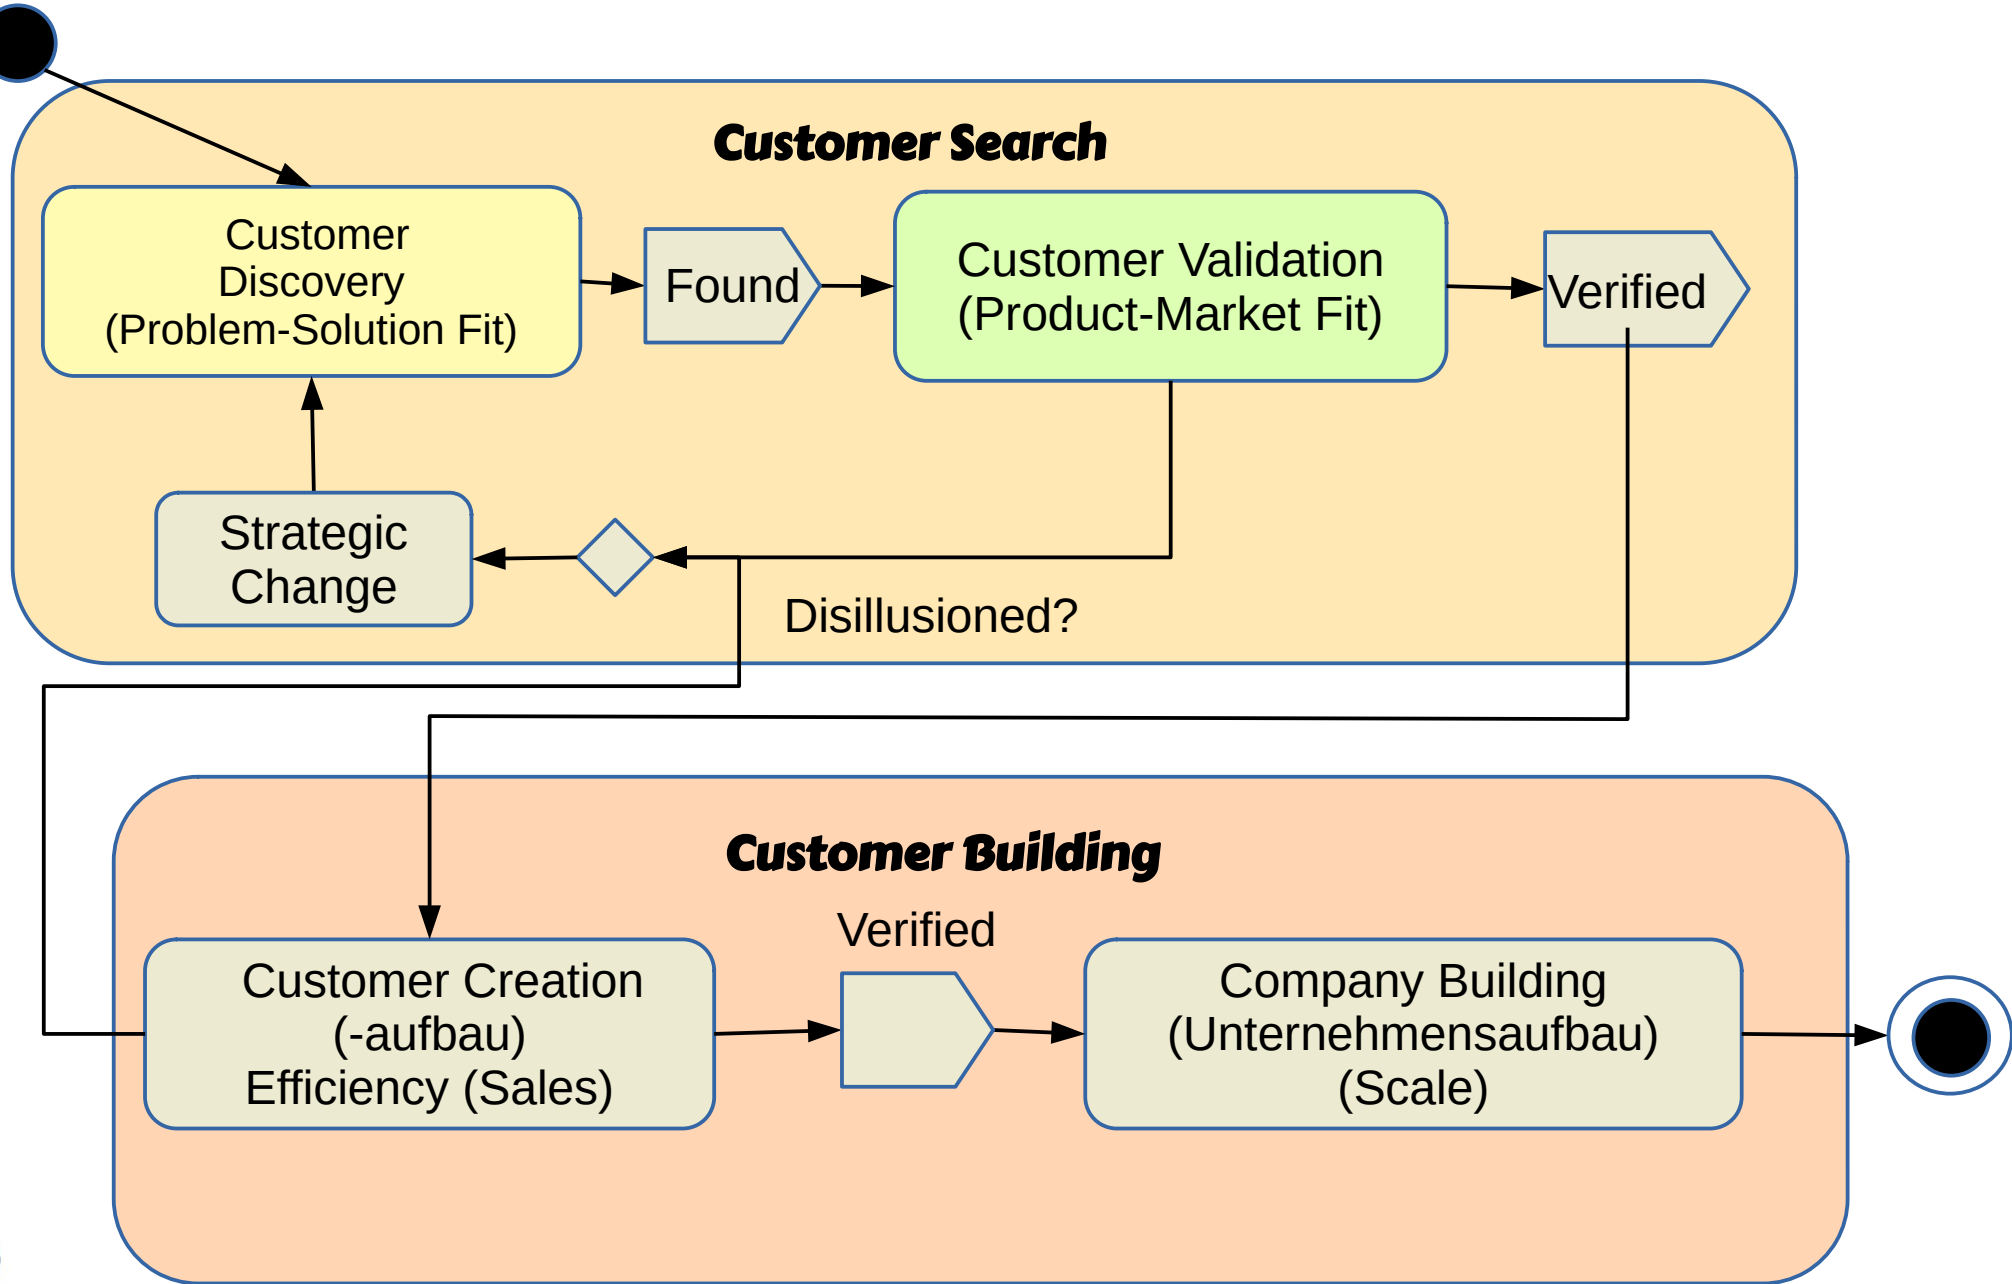 Customer Search
Customer
Discovery
(Problem-Solution Fit)
Found
Customer Validation
(Product-Market Fit)
Verified
Strategic
Change
Disillusioned?
Customer Building
Verified
Customer Creation
(-aufbau)
Efficiency (Sales)
Company Building
(Unternehmensaufbau)
(Scale)